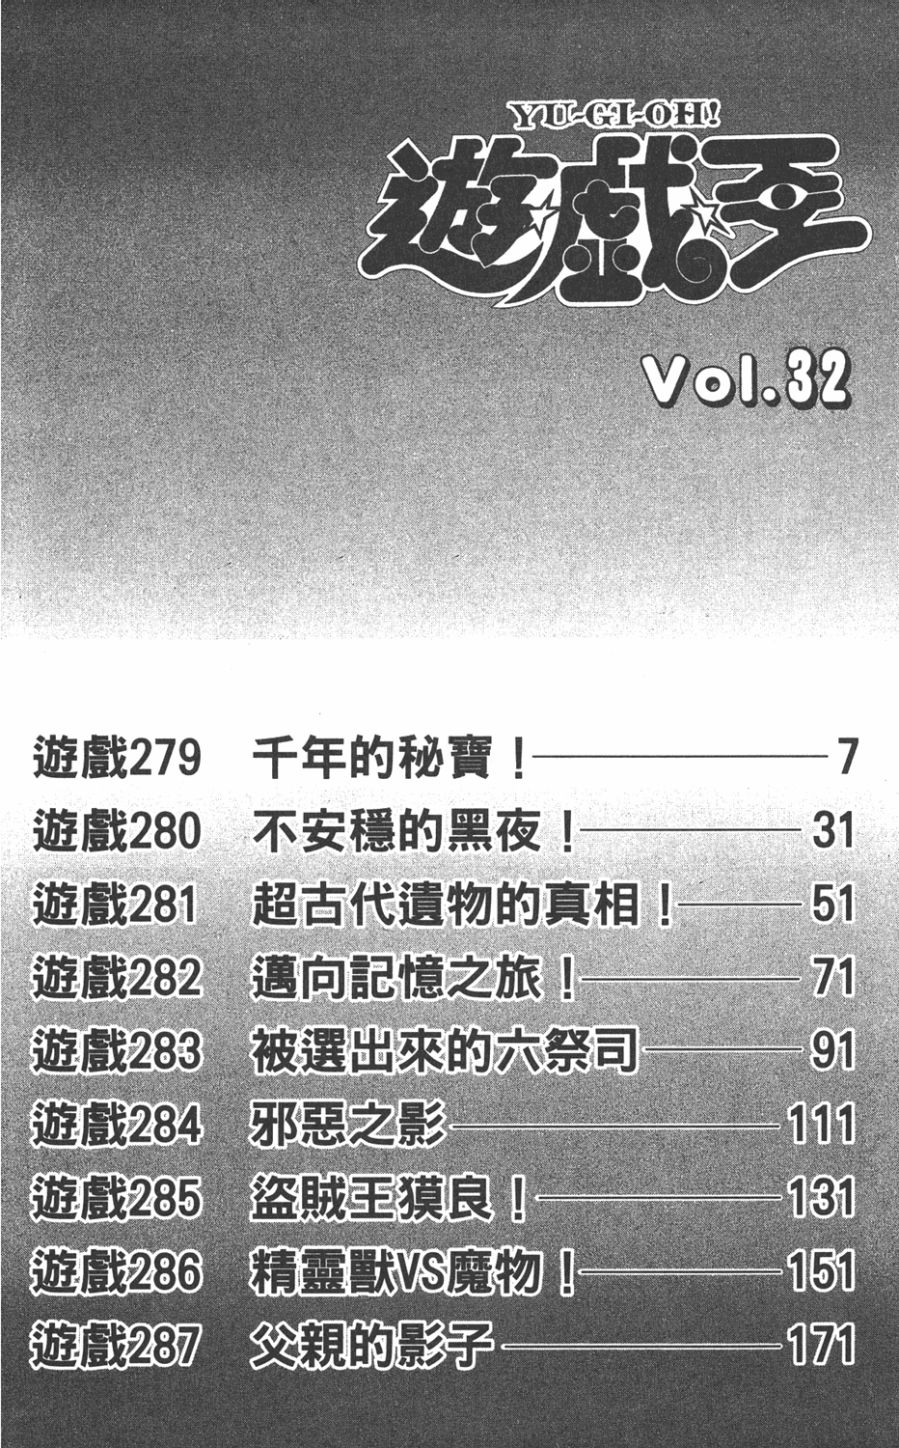 YU-GI-OH!
遊戲王
Vol.32
遊戲279 千年的秘寶！ 7
遊戲280 不安穩的黑夜！ 31
遊戲281 超古代遺物的真相！ 51
遊戲282 邁向記憶之旅！ 71
遊戲283 被選出來的六祭司 91
遊戲284 邪惡之影 111
遊戲285 盜賊王獏良！ 131
遊戲286 精靈獸VS魔物！ 151
遊戲287 父親的影子 171